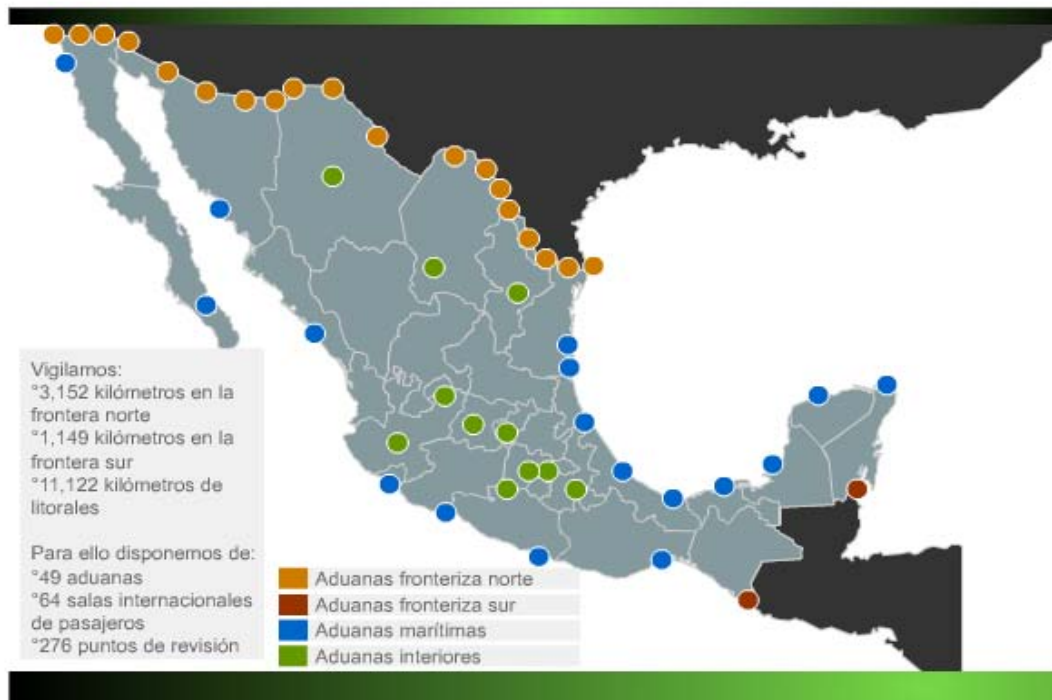 Vigilamos:
°3,152 kilómetros en la
frontera norte
°1,149 kilómetros en la
frontera sur
°11,122 kilómetros de
litorales
Para ello disponemos de:
°49 aduanas
°64 salas internacionales
de pasajeros
°276 puntos de revisión
Aduanas fronteriza norte
Aduanas fronteriza sur
Aduanas marítimas
Aduanas interiores